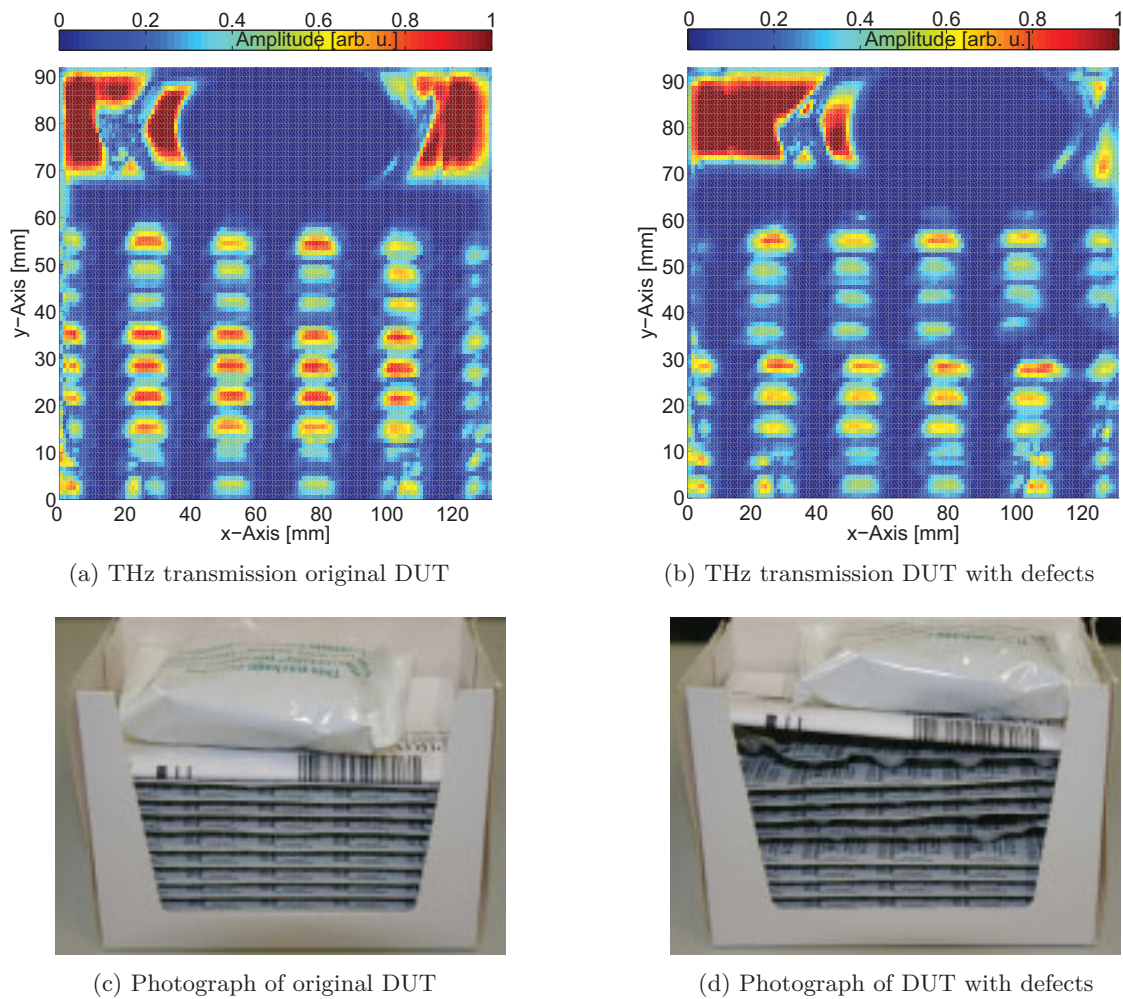 0 0.2 0.4 0.6 0.8 1
Amplitude [arb. u.]
90
80
70
60
50
40
30
20
10
0
y−Axis [mm]
0 20 40 60 80 100 120
x−Axis [mm]
(a) THz transmission original DUT
0 0.2 0.4 0.6 0.8 1
Amplitude [arb. u.]
90
80
70
60
50
40
30
20
10
0
y−Axis [mm]
0 20 40 60 80 100 120
x−Axis [mm]
(b) THz transmission DUT with defects
This package
(c) Photograph of original DUT
(d) Photograph of DUT with defects